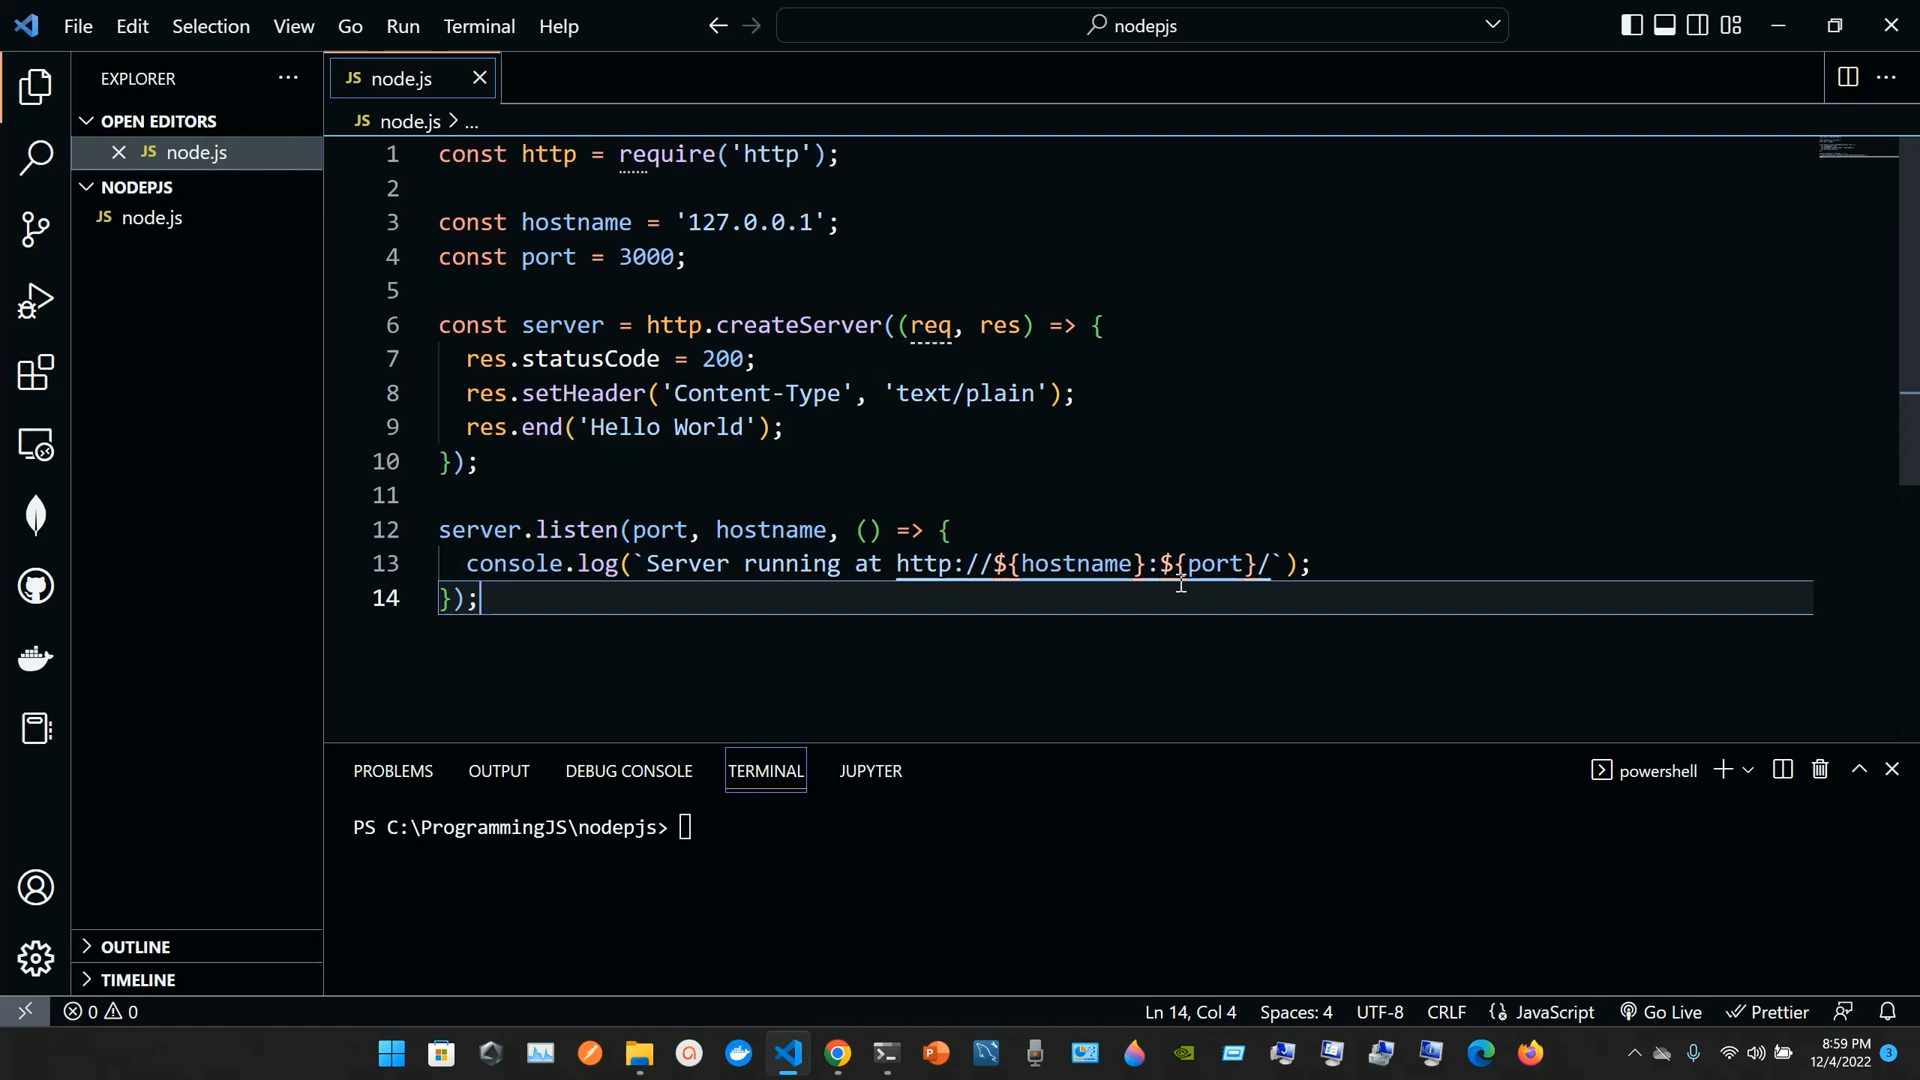 File Edit Selection View Go Run Terminal Help
nodepjs
EXPLORER
OPEN EDITORS
JS node.js
NODEPJS
JS node.js
JS node.js
JS node.js > ...
1 const http = require('http');
2
3 const hostname = '127.0.0.1';
4 const port = 3000;
5
6 const server = http.createServer((req, res) => {
7 res.statusCode = 200;
8 res.setHeader('Content-Type', 'text/plain');
9 res.end('Hello World');
10 });
11
12 server.listen(port, hostname, () => {
13 console.log(`Server running at http://${hostname}:${port}/`);
14 });
PROBLEMS OUTPUT DEBUG CONSOLE TERMINAL JUPYTER
powershell
PS C:\ProgrammingJS\nodepjs>
OUTLINE
TIMELINE
0 0
Ln 14, Col 4 Spaces: 4 UTF-8 CRLF JavaScript Go Live Prettier
8:59 PM
12/4/2022
3